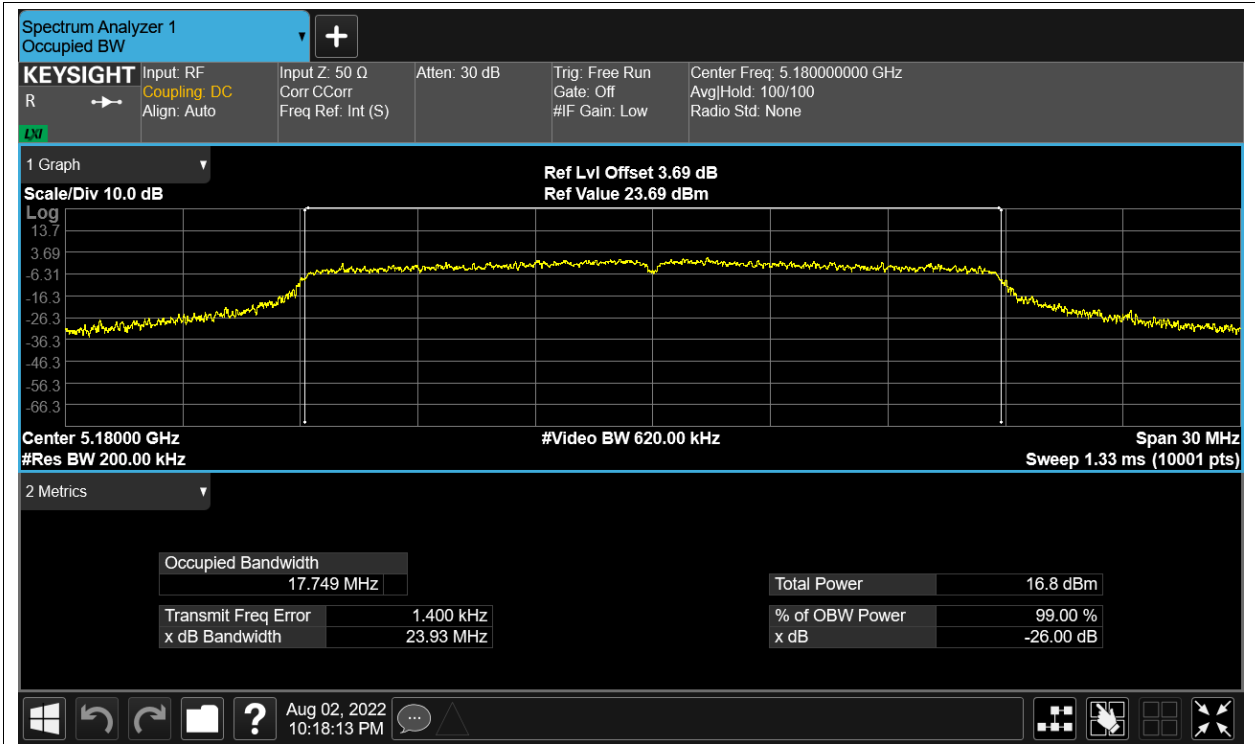 Spectrum Analyzer 1
Occupied BW
KEYSIGHT
R
LXI
Input: RF
Coupling: DC
Align: Auto
Input Z: 50 Ω
Corr CCorr
Freq Ref: Int (S)
Atten: 30 dB
Trig: Free Run
Gate: Off
#IF Gain: Low
Center Freq: 5.180000000 GHz
Avg|Hold: 100/100
Radio Std: None
1 Graph
Scale/Div 10.0 dB
Ref Lvl Offset 3.69 dB
Ref Value 23.69 dBm
Log
13.7
3.69
-6.31
-16.3
-26.3
-36.3
-46.3
-56.3
-66.3
Center 5.18000 GHz
#Res BW 200.00 kHz
#Video BW 620.00 kHz
Span 30 MHz
Sweep 1.33 ms (10001 pts)
2 Metrics
Occupied Bandwidth
17.749 MHz
Transmit Freq Error 1.400 kHz
x dB Bandwidth 23.93 MHz
Total Power 16.8 dBm
% of OBW Power 99.00 %
x dB -26.00 dB
?
Aug 02, 2022
10:18:13 PM